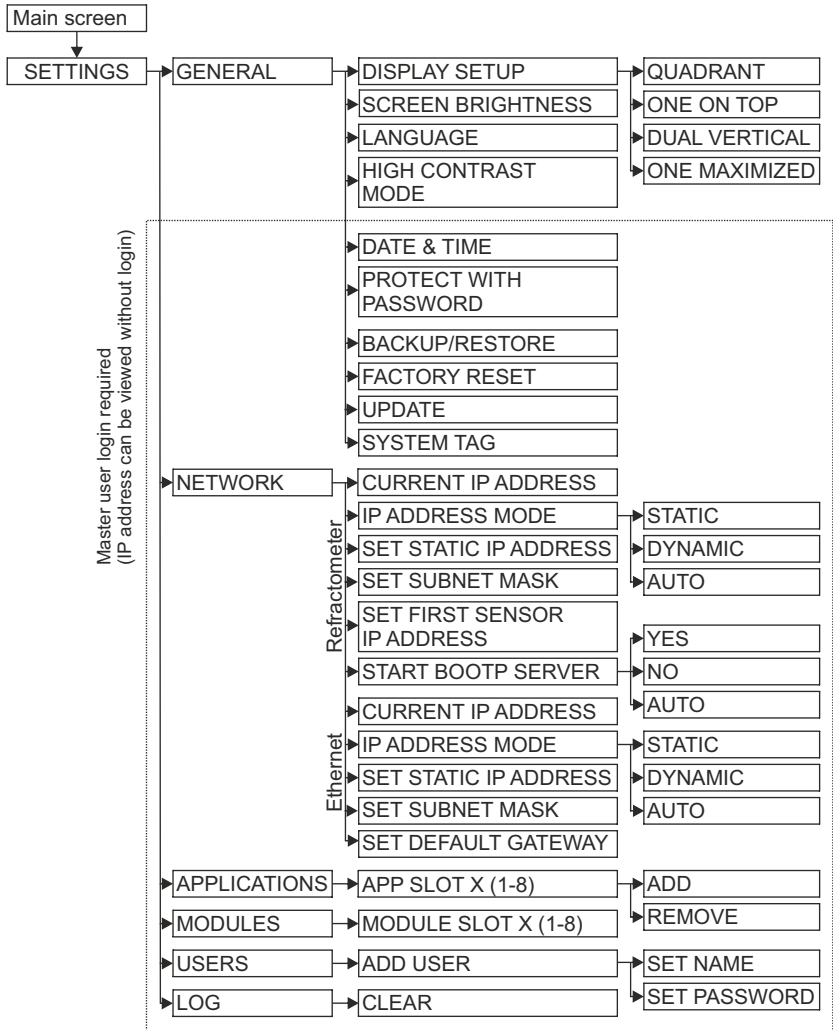 Main screen
SETTINGS
GENERAL
DISPLAY SETUP
QUADRANT
SCREEN BRIGHTNESS
ONE ON TOP
LANGUAGE
DUAL VERTICAL
HIGH CONTRAST
MODE
ONE MAXIMIZED
Master user login required
(IP address can be viewed without login)
DATE & TIME
PROTECT WITH
PASSWORD
BACKUP/RESTORE
FACTORY RESET
UPDATE
SYSTEM TAG
NETWORK
Refractometer
CURRENT IP ADDRESS
IP ADDRESS MODE
STATIC
SET STATIC IP ADDRESS
DYNAMIC
SET SUBNET MASK
AUTO
SET FIRST SENSOR
IP ADDRESS
YES
START BOOTP SERVER
NO
AUTO
Ethernet
CURRENT IP ADDRESS
IP ADDRESS MODE
STATIC
SET STATIC IP ADDRESS
DYNAMIC
SET SUBNET MASK
AUTO
SET DEFAULT GATEWAY
APPLICATIONS
APP SLOT X (1-8)
ADD
REMOVE
MODULES
MODULE SLOT X (1-8)
USERS
ADD USER
SET NAME
SET PASSWORD
LOG
CLEAR